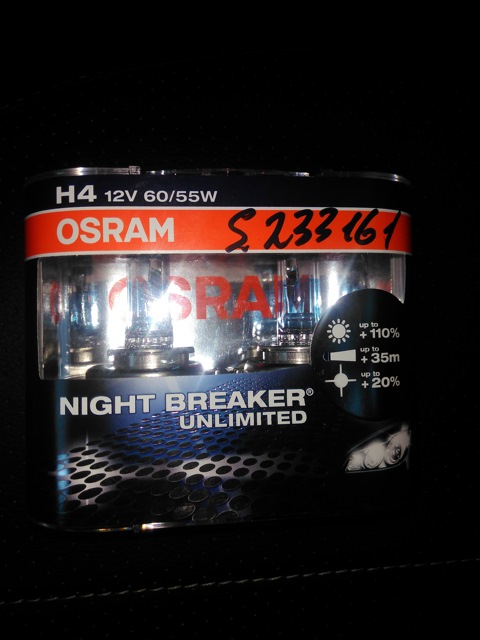 H4 12V 60/55W
OSRAM S 233161
OSRAM
up to
+ 110%
up to
+ 35m
up to
+ 20%
NIGHT BREAKER®
UNLIMITED